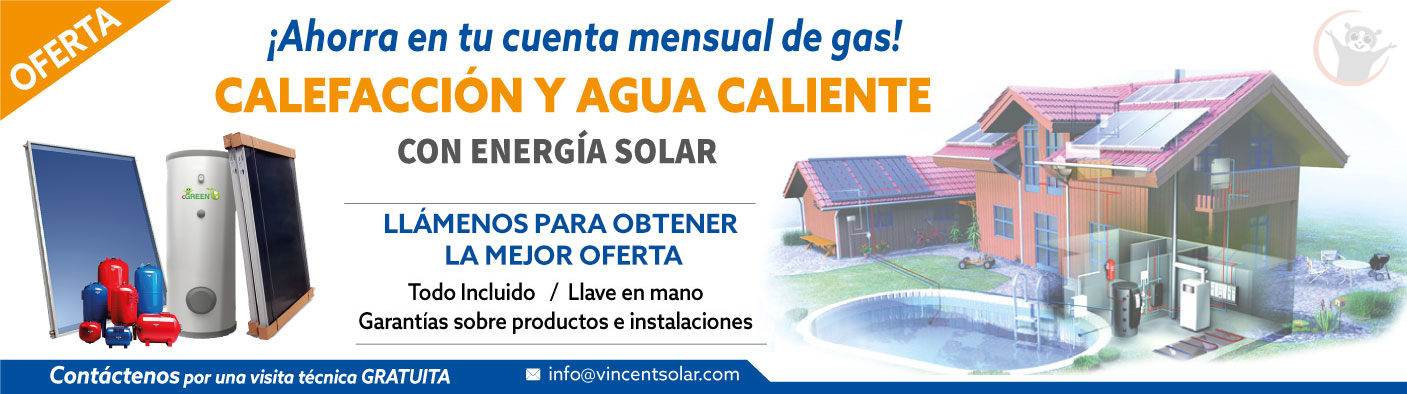 OFERTA
¡Ahorra en tu cuenta mensual de gas!
CALEFACCIÓN Y AGUA CALIENTE
CON ENERGÍA SOLAR
GREEN
LLÁMENOS PARA OBTENER
LA MEJOR OFERTA
Todo Incluido / Llave en mano
Garantías sobre productos e instalaciones
Contáctenos por una visita técnica GRATUITA
info@vincentsolar.com